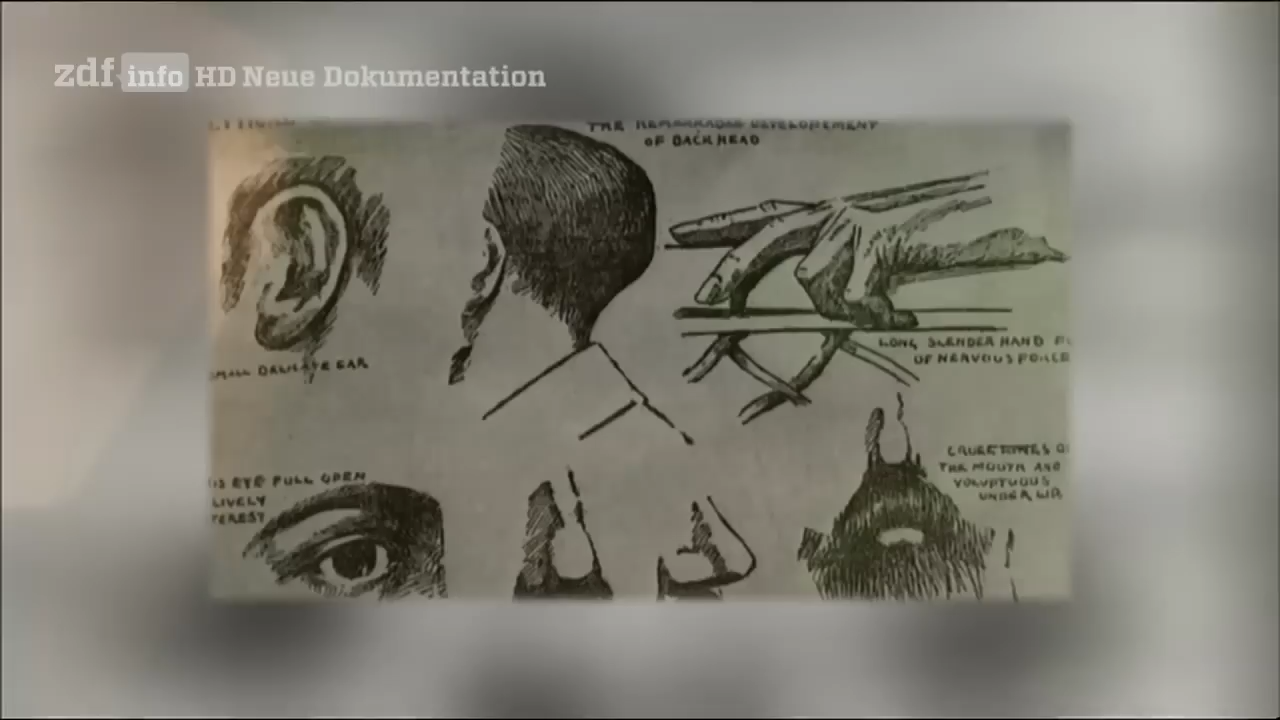 zdf info HD Neue Dokumentation
THE REMARKABLE DEVELOPEMENT
OF BACK HEAD
SMALL DELICATE EAR
LONG SLENDER HAND
OF NERVOUS FORCE
EYE FULL OPEN
LIVELY
THE MOUTH AND
VOLUPTUOUS
UNDER LIP